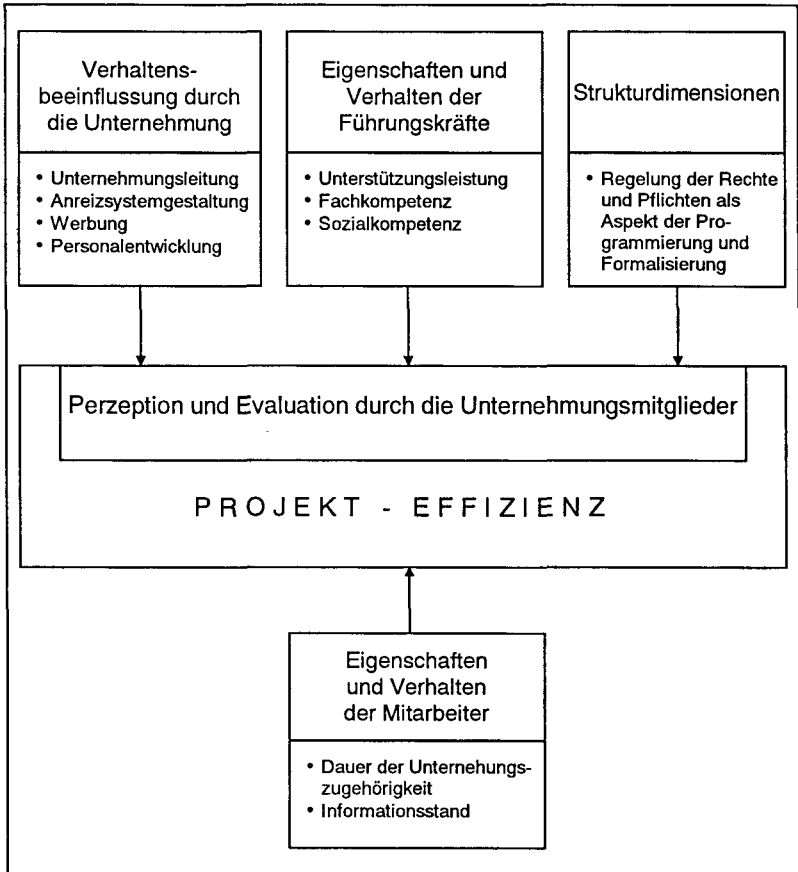 Verhaltens-
beeinflussung durch
die Unternehmung
• Unternehmungsleitung
• Anreizsystemgestaltung
• Werbung
• Personalentwicklung
Eigenschaften und
Verhalten der
Führungskräfte
• Unterstützungsleistung
• Fachkompetenz
• Sozialkompetenz
Strukturdimensionen
• Regelung der Rechte
und Pflichten als
Aspekt der Pro-
grammierung und
Formalisierung
Perzeption und Evaluation durch die Unternehmungsmitglieder
PROJEKT - EFFIZIENZ
Eigenschaften
und Verhalten
der Mitarbeiter
• Dauer der Unternehungs-
zugehörigkeit
• Informationsstand